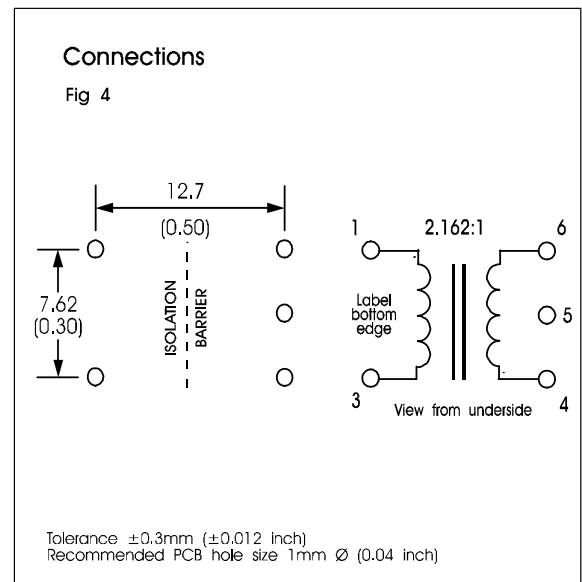 Connections
Fig 4
12.7
(0.50)
7.62
(0.30)
ISOLATION
BARRIER
1
2.162:1
6
Label
bottom
edge
5
3
4
View from underside
Tolerance ±0.3mm (±0.012 inch)
Recommended PCB hole size 1mm Ø (0.04 inch)